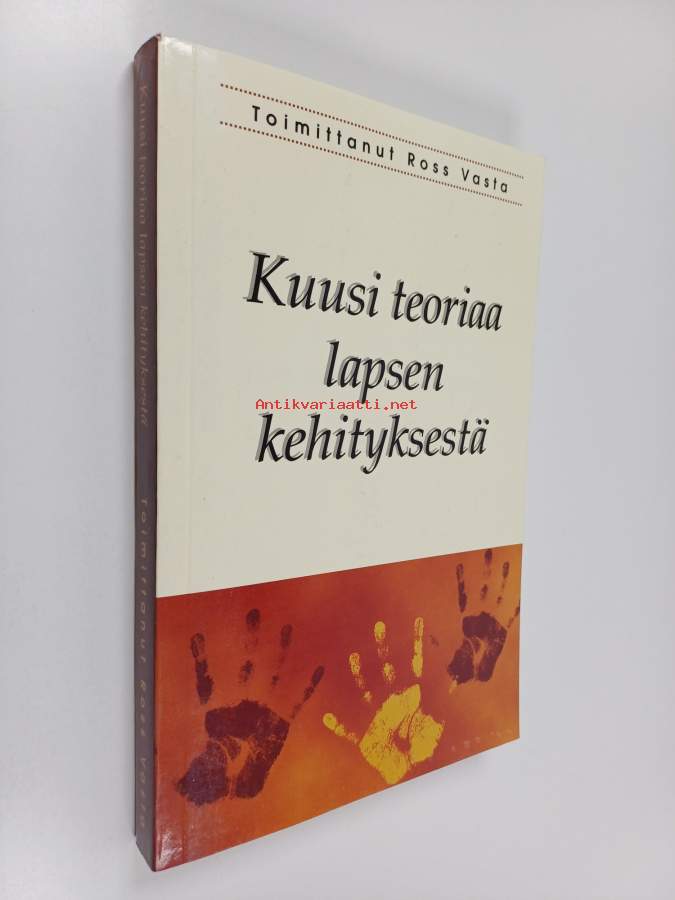 Toimittanut Ross Vasta
Kuusi teoriaa
lapsen
Antikvariaatti.net
kehityksestä
Kuusi teoriaa lapsen kehityksestä Toimittanut Ross Vasta